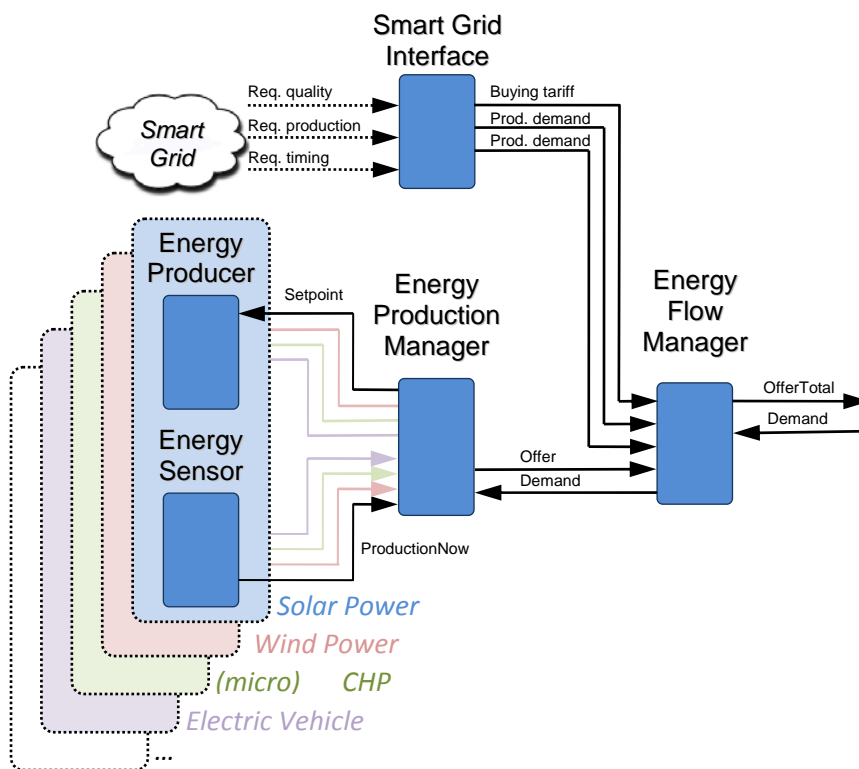 Smart Grid
Interface
Req. quality
Buying tariff
Smart
Grid
Req. production
Prod. demand
Prod. demand
Req. timing
Energy
Producer
Setpoint
Energy
Production
Manager
Energy
Flow
Manager
OfferTotal
Demand
Energy
Sensor
Offer
Demand
ProductionNow
Solar Power
Wind Power
(micro) CHP
Electric Vehicle
...